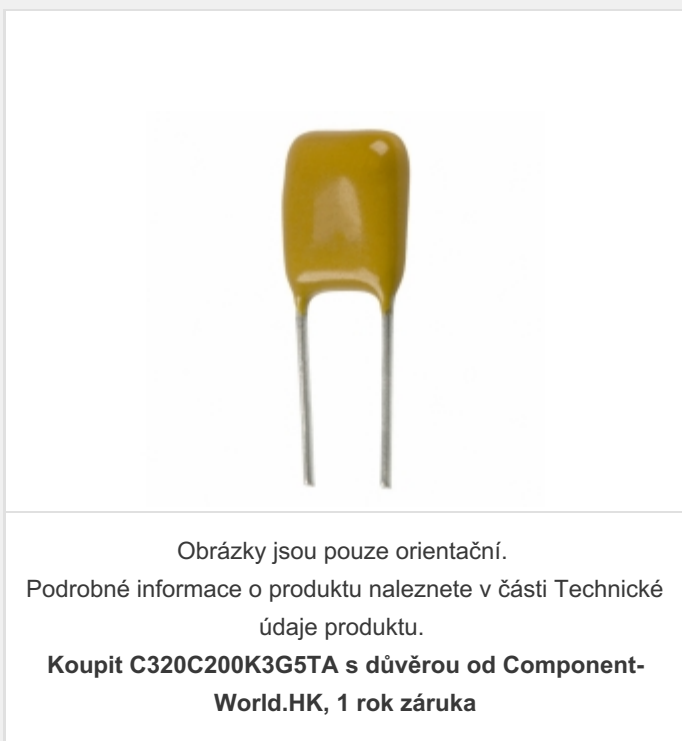 Obrázky jsou pouze orientační.
Podrobné informace o produktu naleznete v části Technické
údaje produktu.
Koupit C320C200K3G5TA s důvěrou od Component-
World.HK, 1 rok záruka